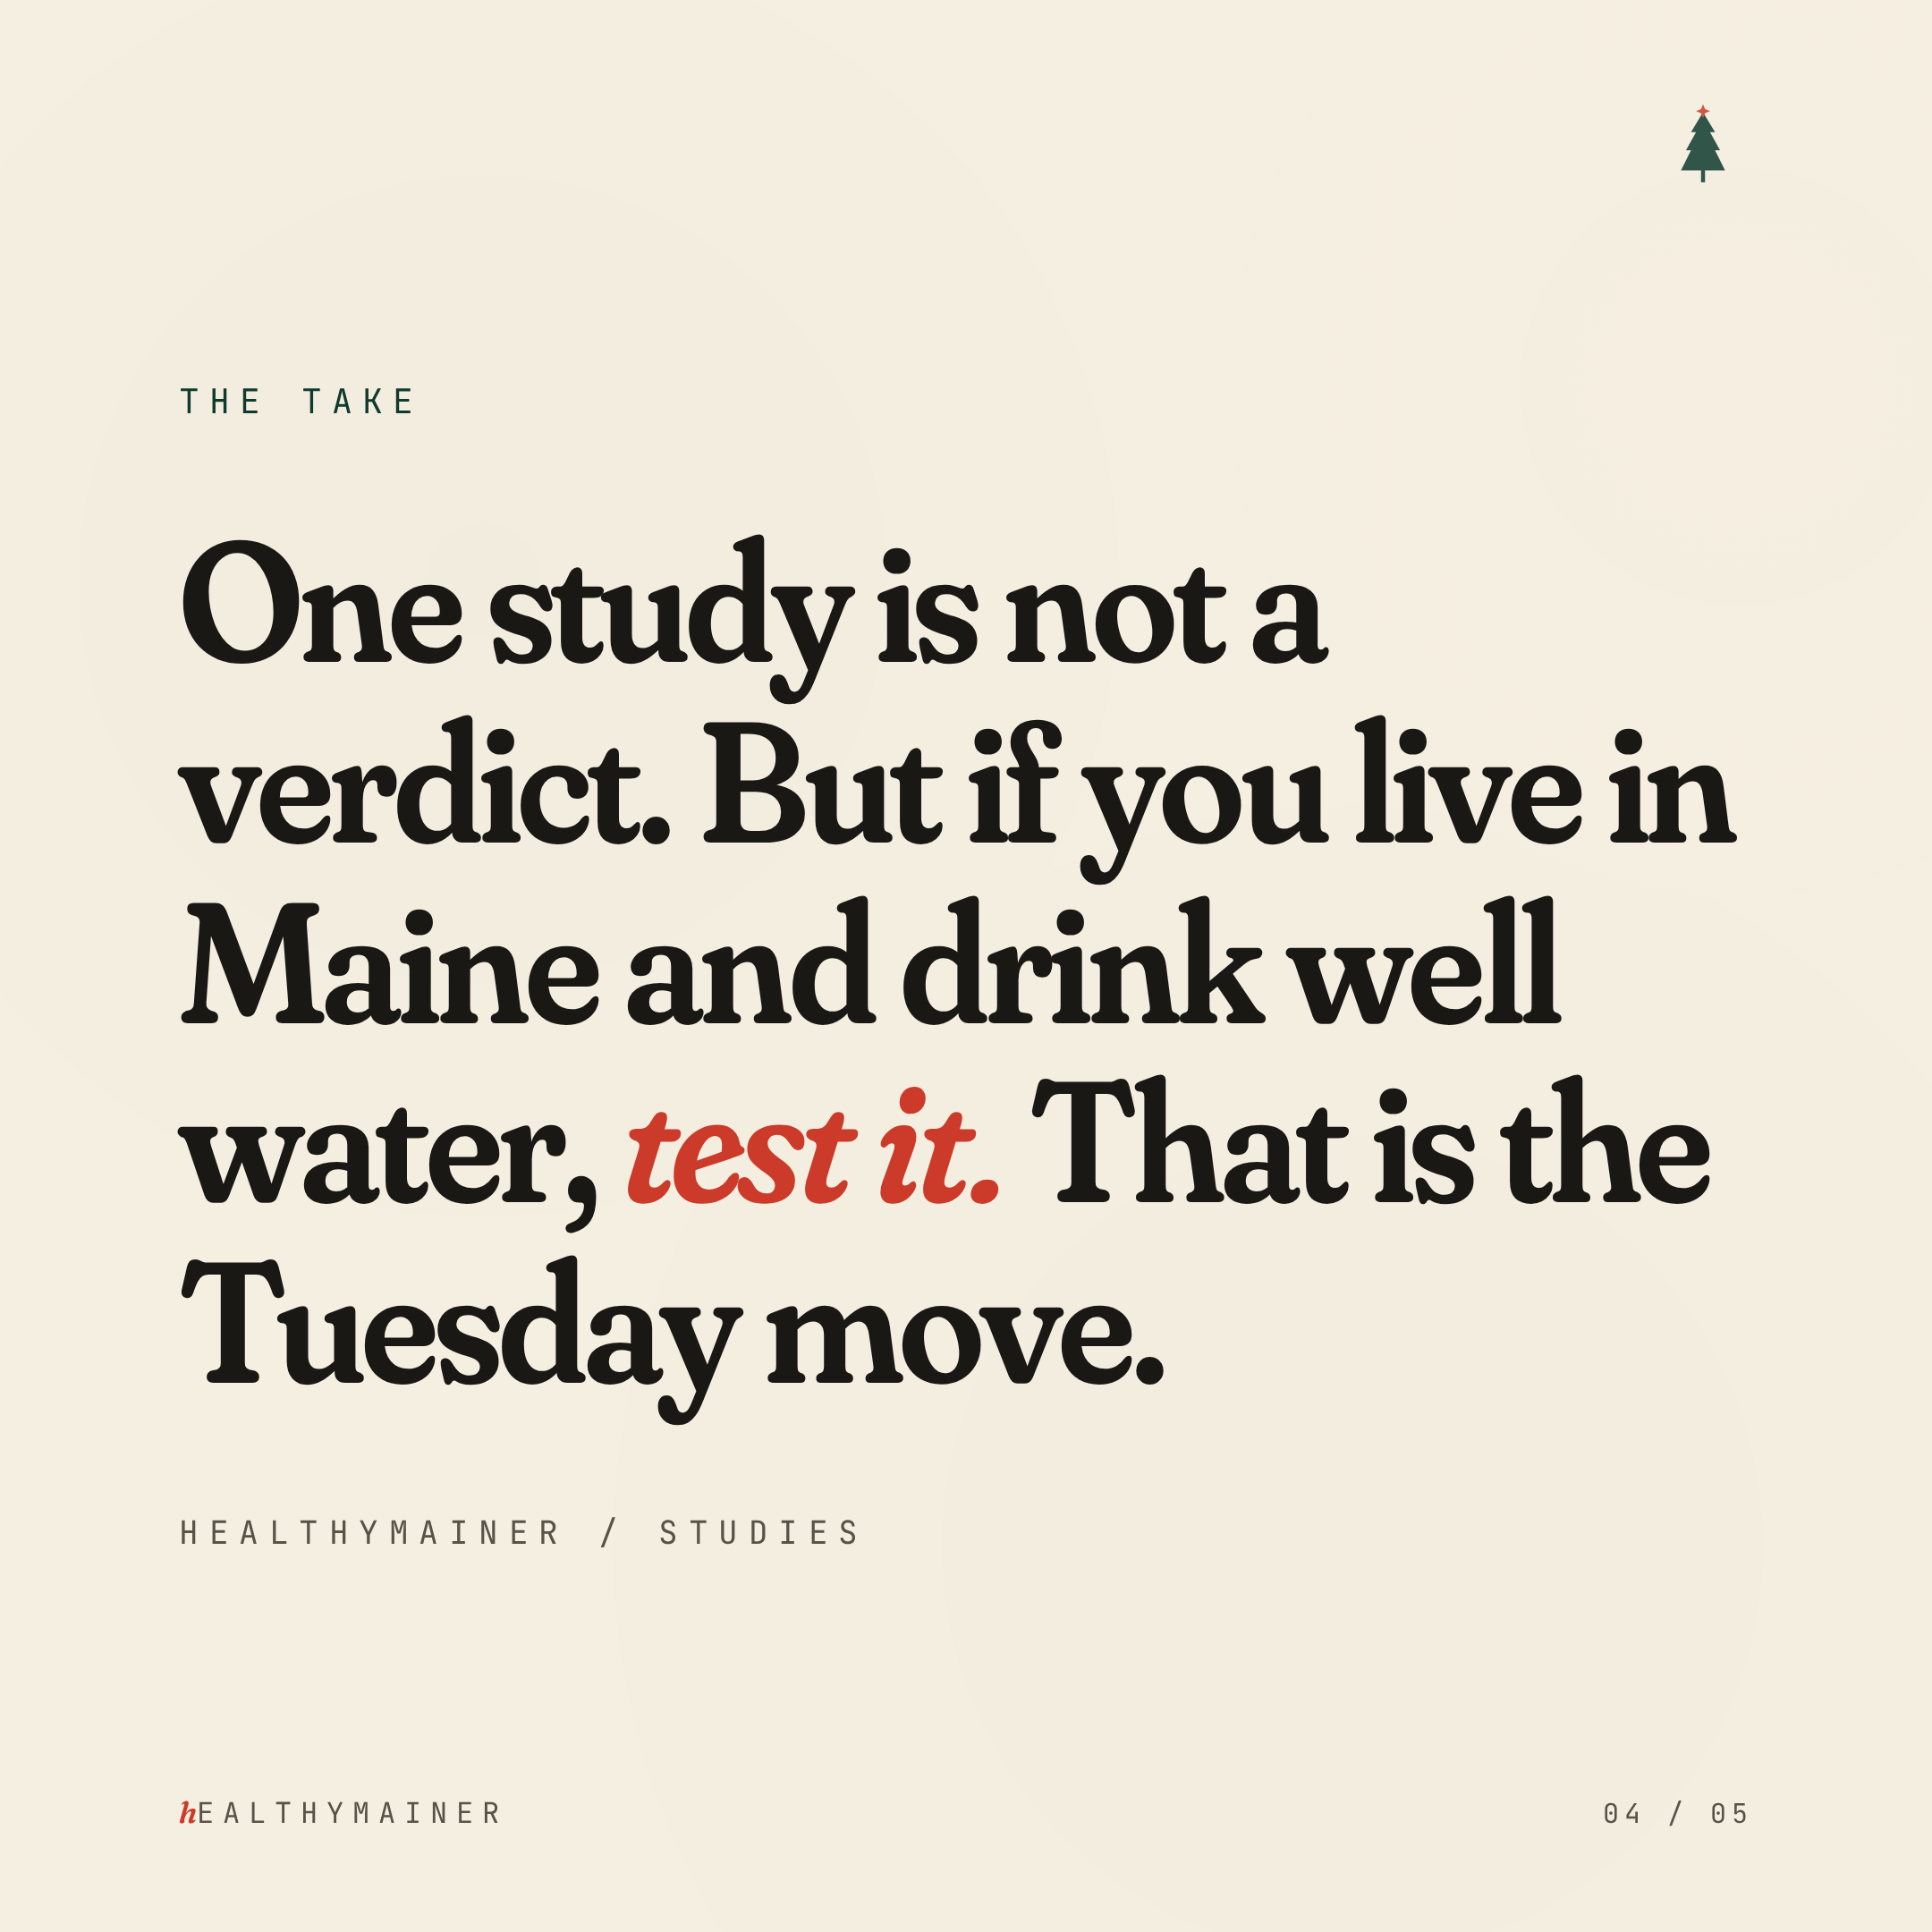 THE TAKE
One study is not a
verdict. But if you live in
Maine and drink well
water, test it. That is the
Tuesday move.
HEALTHYMAINER / STUDIES
hEALTHYMAINER
04 / 05